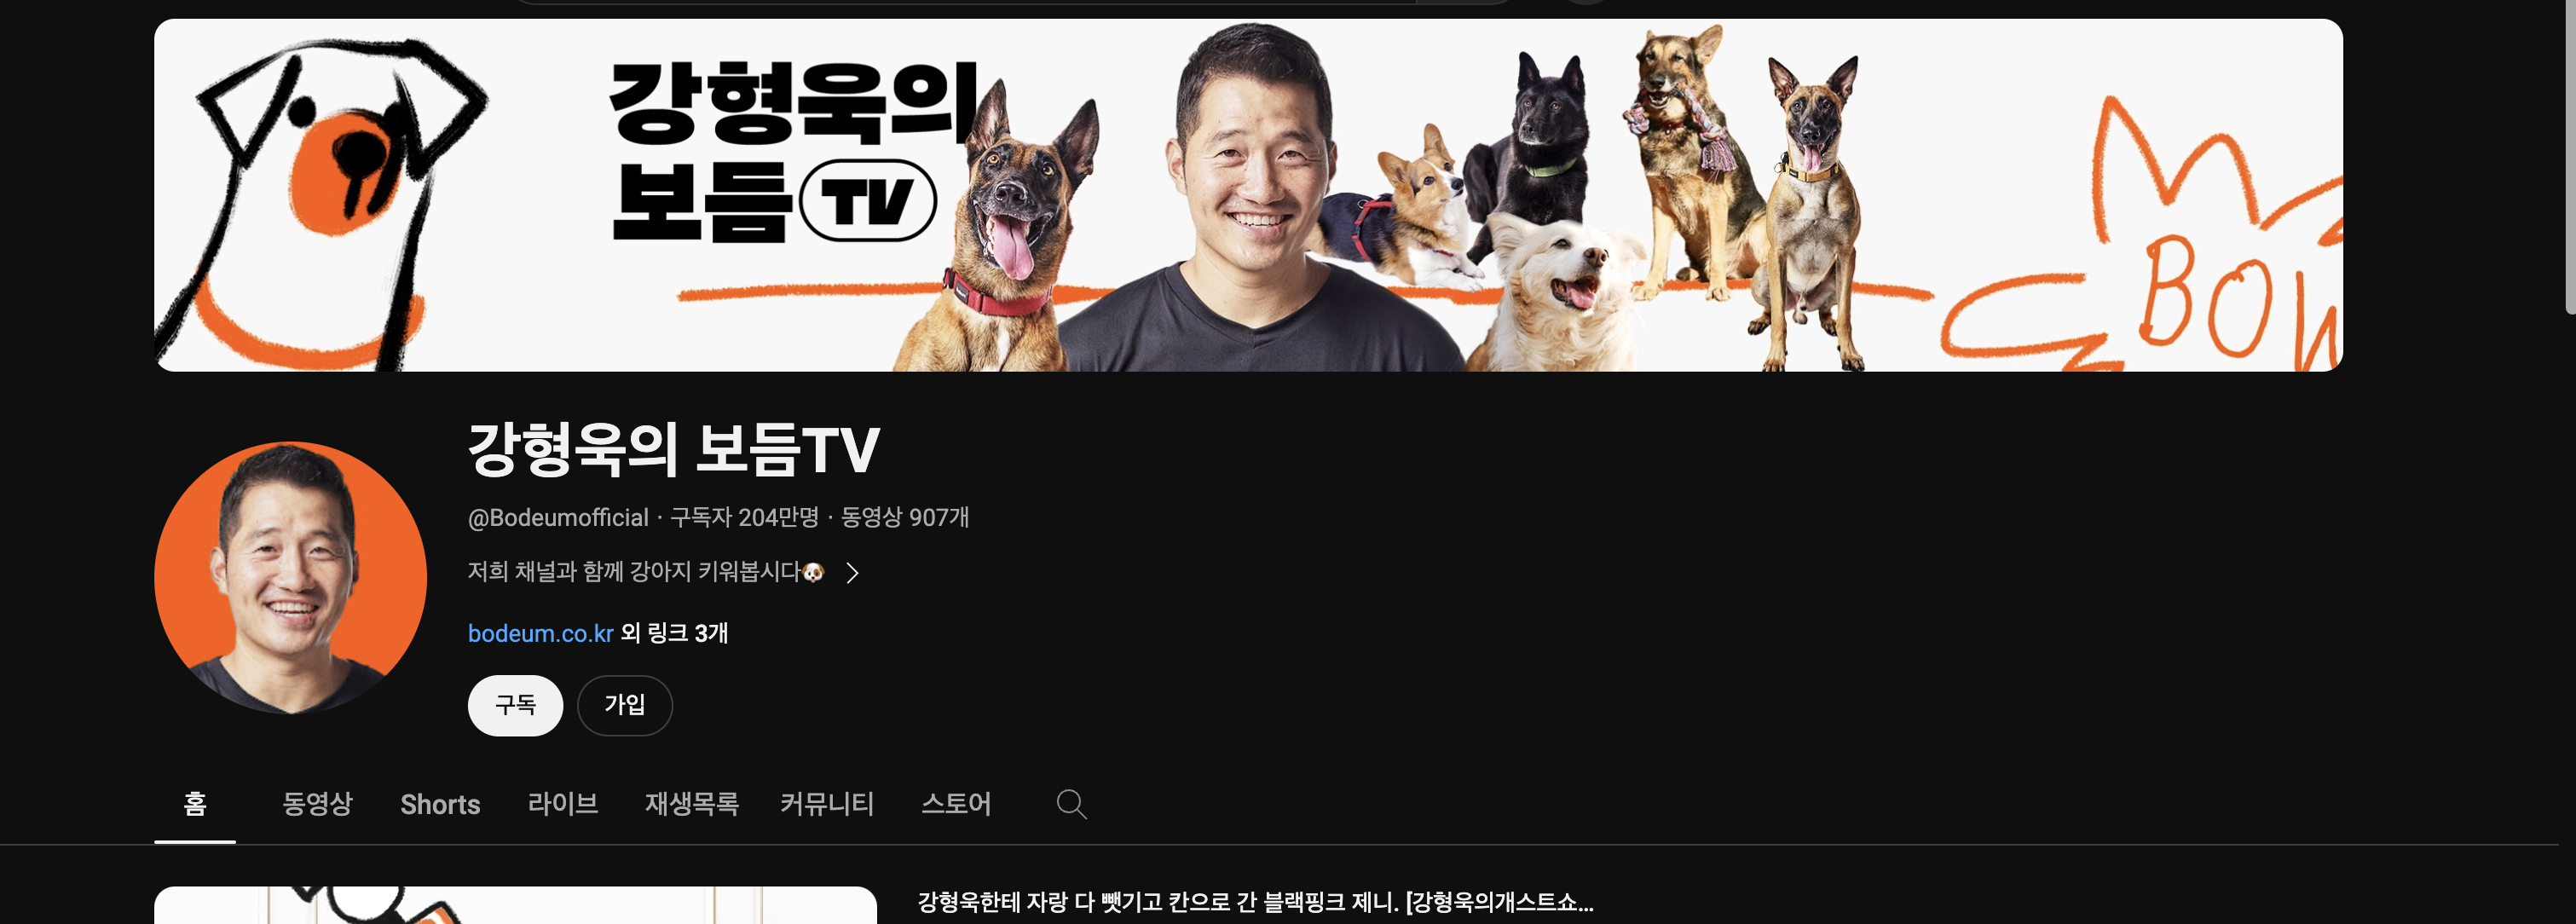 강형욱의
보듬 TV
BOW
강형욱의 보듬TV
@Bodeumofficial · 구독자 204만명 · 동영상 907개
저희 채널과 함께 강아지 키워봅시다🐶
bodeum.co.kr 외 링크 3개
구독 가입
홈 동영상 Shorts 라이브 재생목록 커뮤니티 스토어
강형욱한테 자랑 다 뺏기고 칸으로 간 블랙핑크 제니. [강형욱의개스트쇼...